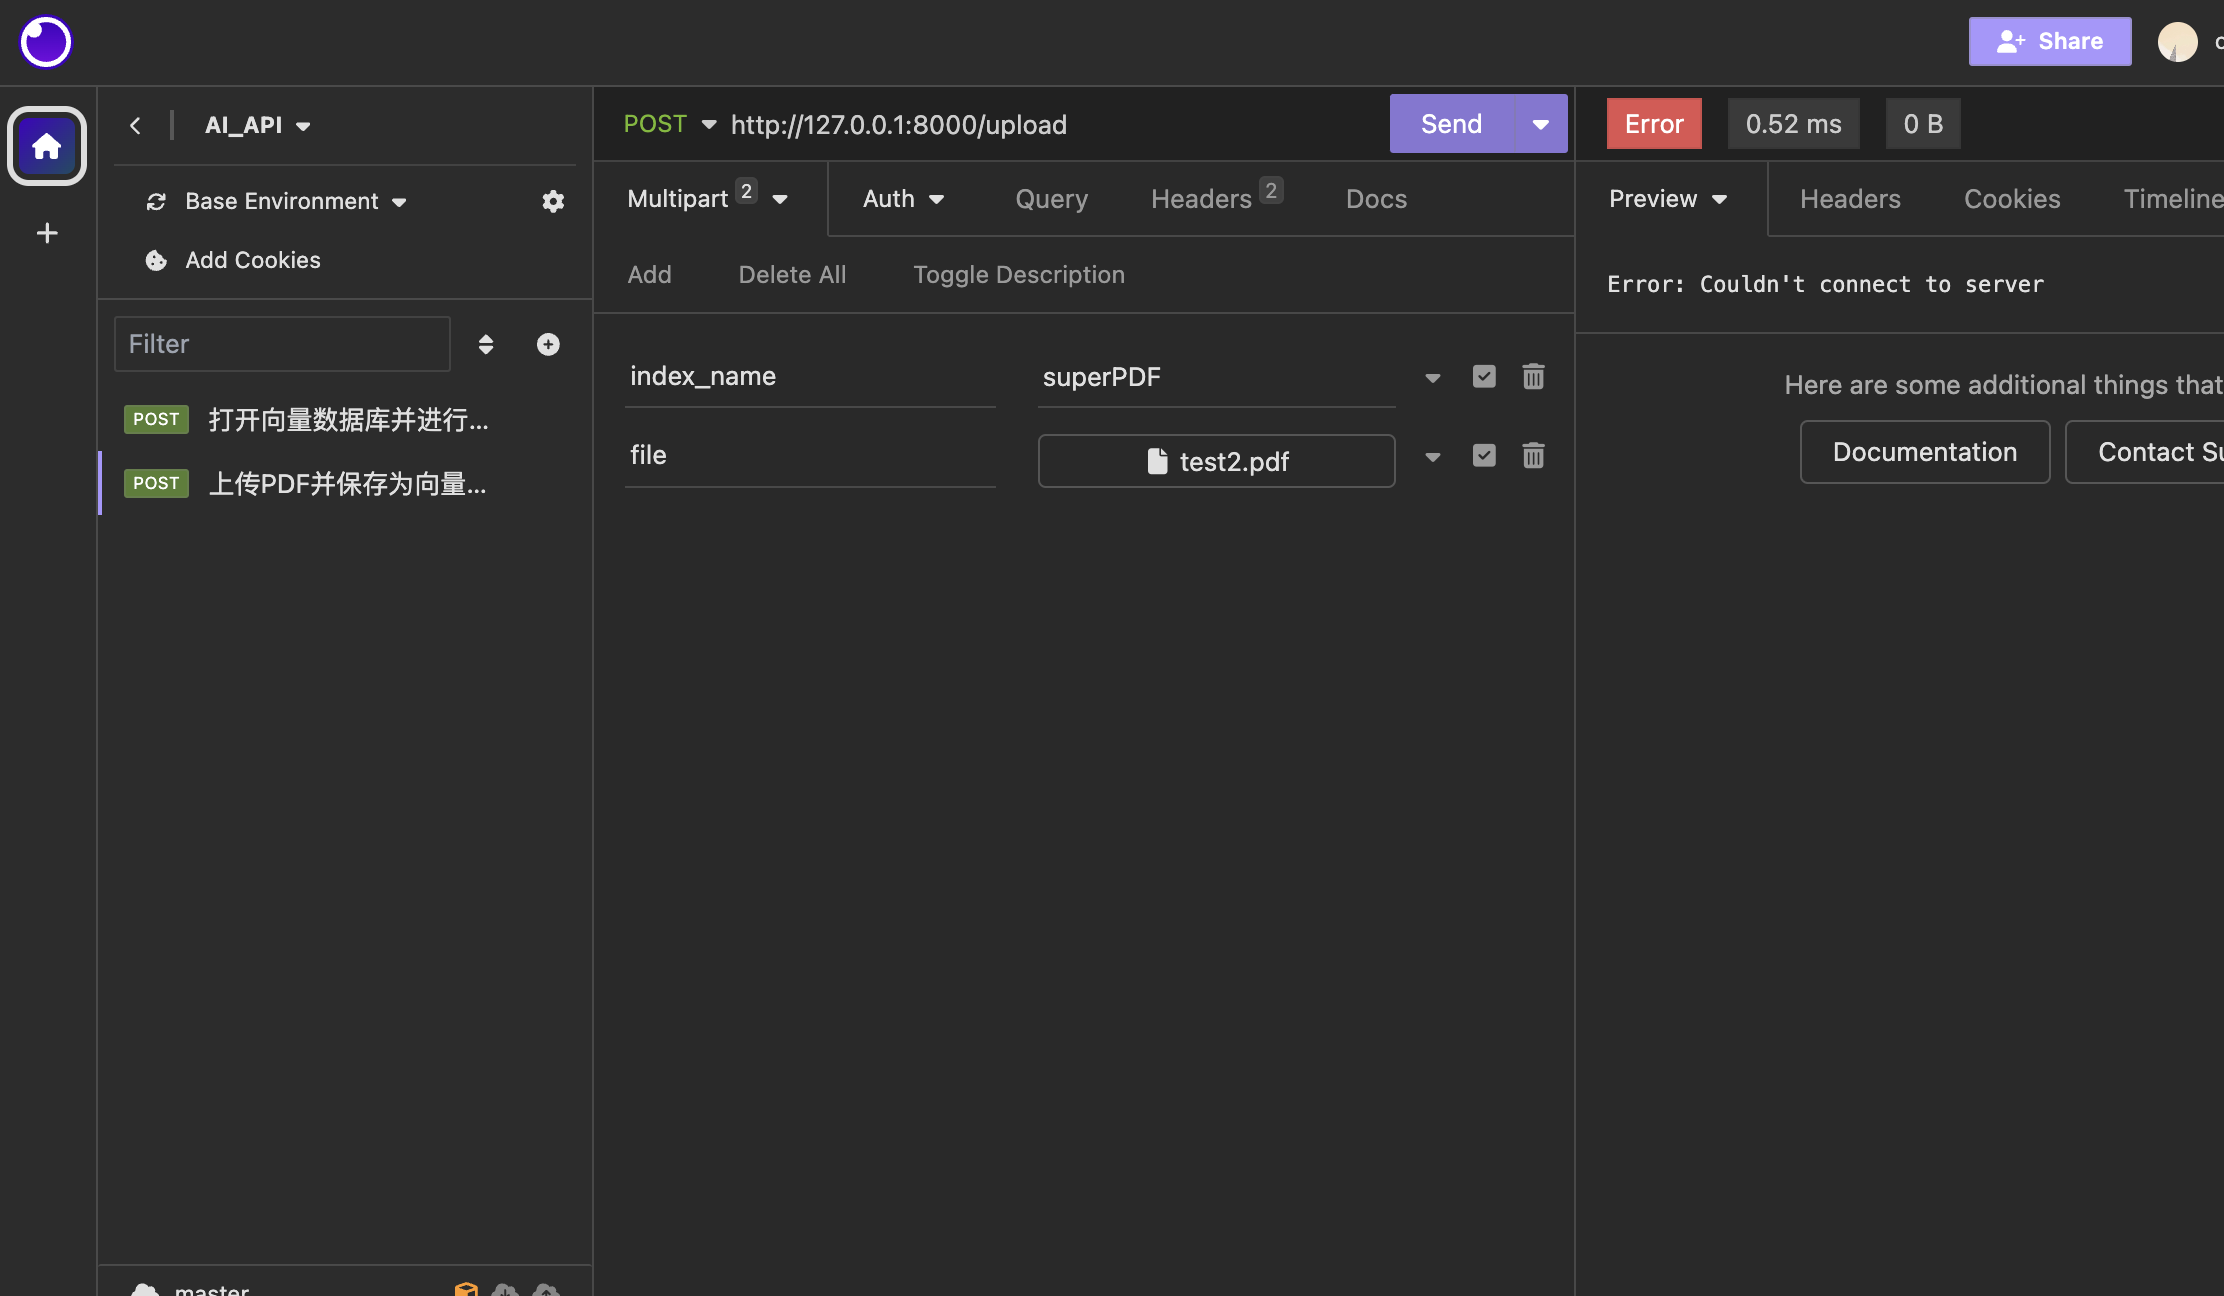 Share
AI_API
Base Environment
Add Cookies
Filter
POST 打开向量数据库并进行...
POST 上传PDF并保存为向量...
master
POST http://127.0.0.1:8000/upload
Send
Multipart 2
Auth
Query
Headers 2
Docs
Add
Delete All
Toggle Description
index_name superPDF
file test2.pdf
Error
0.52 ms
0 B
Preview
Headers
Cookies
Timeline
Error: Couldn't connect to server
Here are some additional things that
Documentation
Contact Su